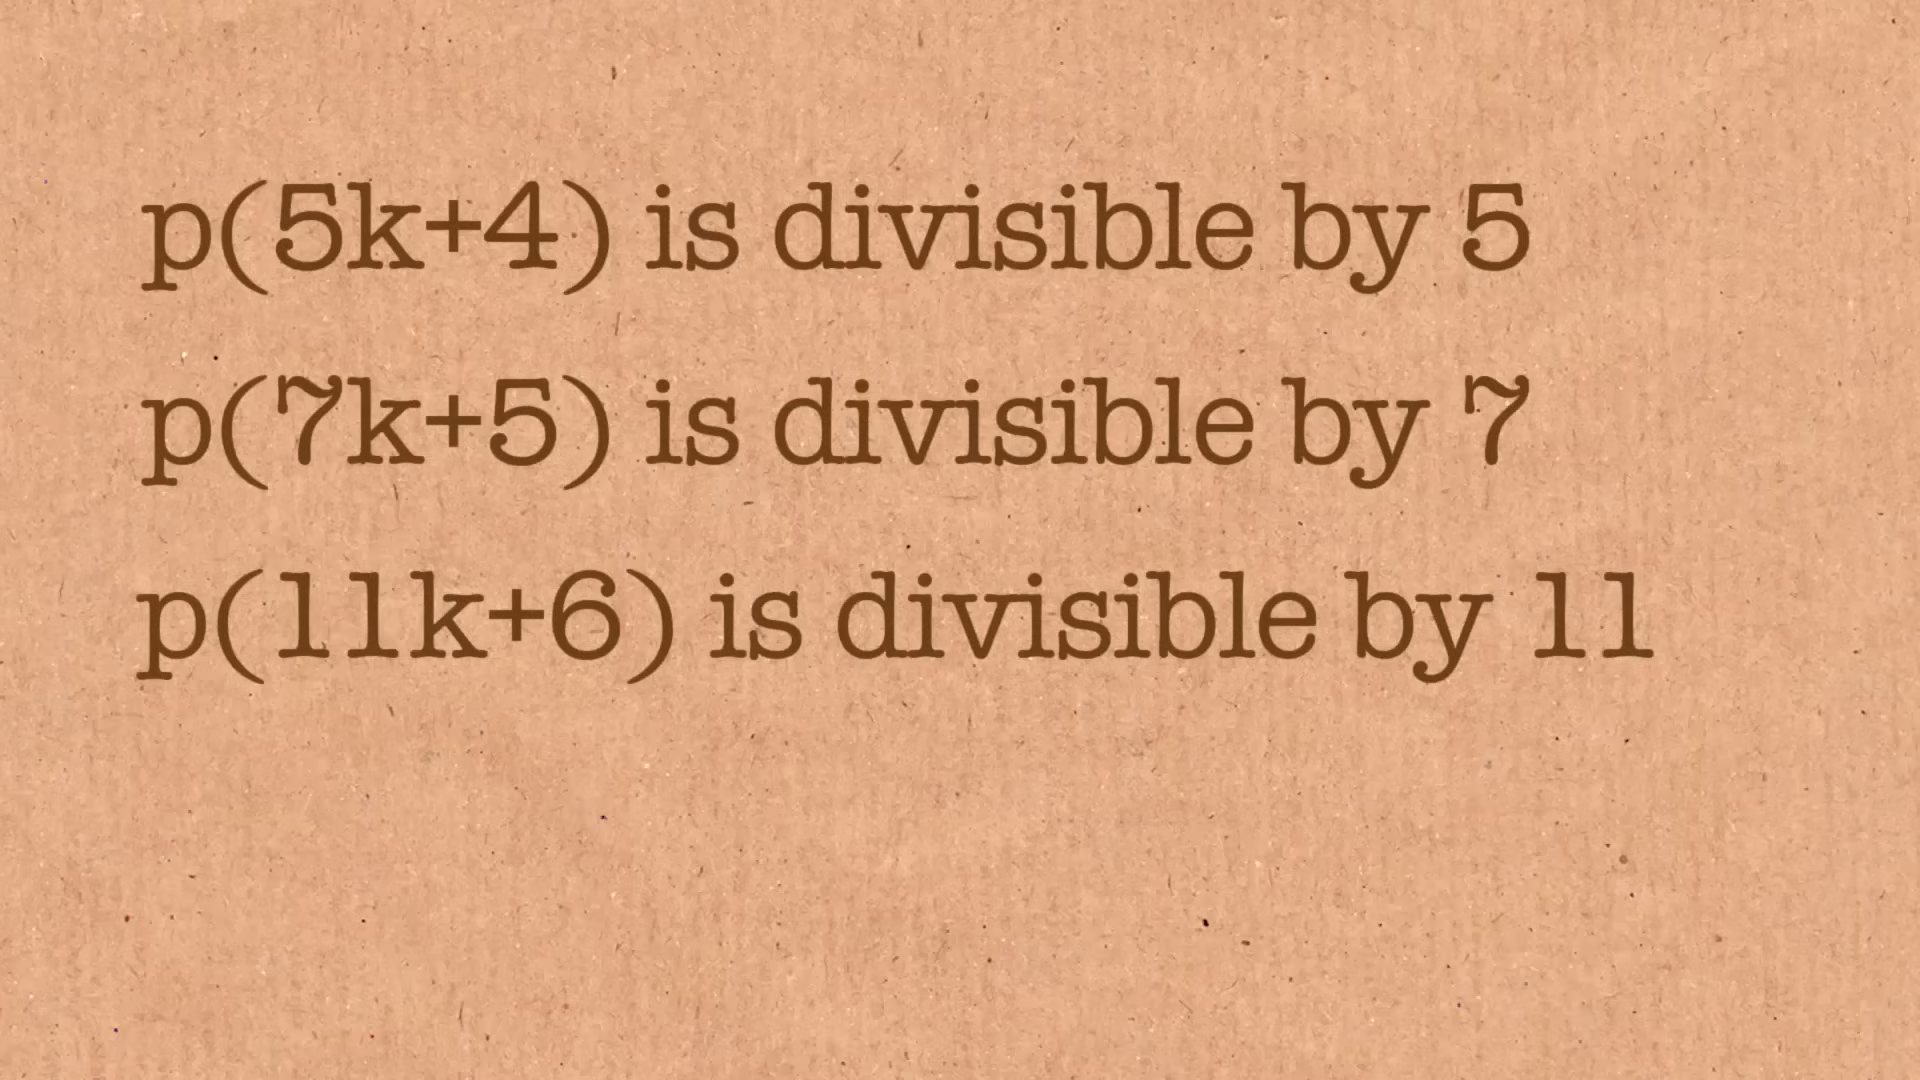 p(5k+4) is divisible by 5
p(7k+5) is divisible by 7
p(11k+6) is divisible by 11